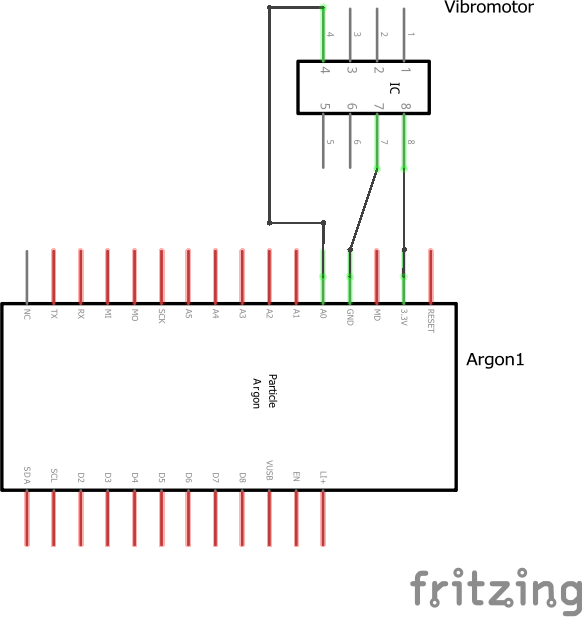 Vibromotor
4 3 2 1
4 3 2 1
IC
5 6 7 8
5 6 7 8
NC TX RX MI MO SCK A5 A4 A3 A2 A1 A0 GND MD 3.3V RESET
Argon1
Particle
Argon
SDA SCL D2 D3 D4 D5 D6 D7 D8 VUSB EN LI+
fritzing